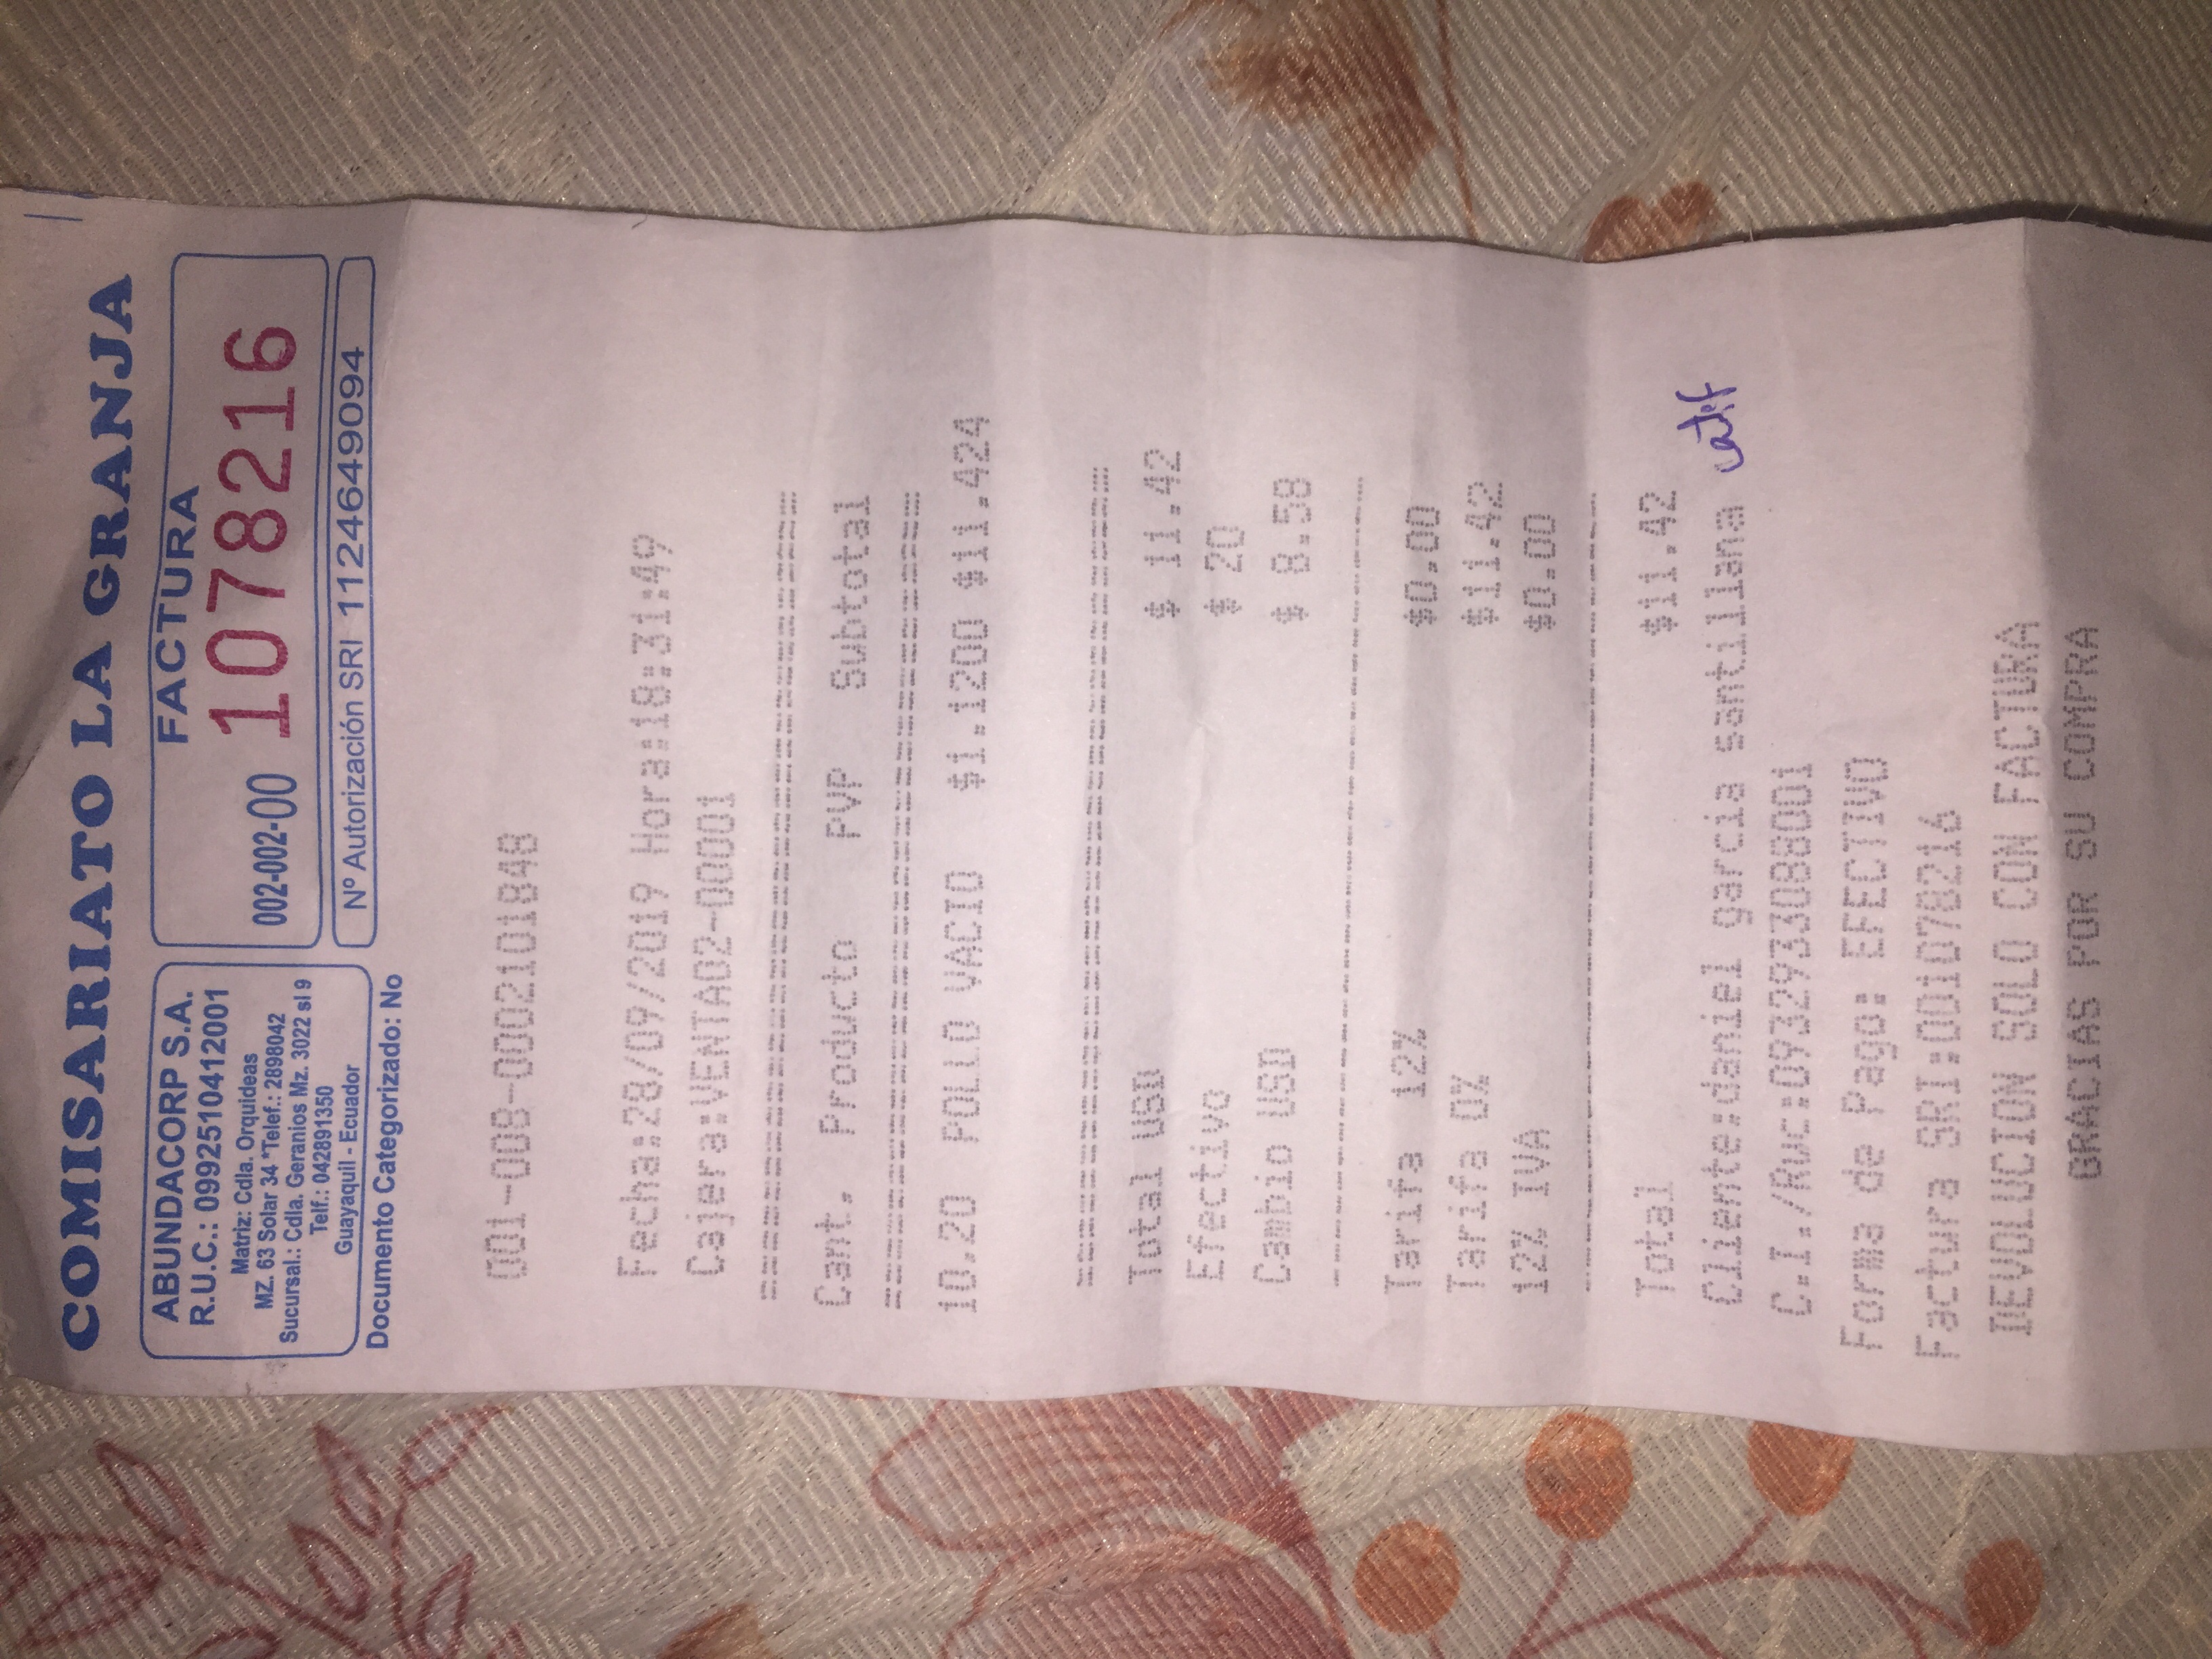 COMISARIATO LA GRANJA
ABUNDACORP S.A.
R.U.C.: 0992510412001
Matriz: Cdla. Orquideas
MZ. 63 Solar 34 *Telef.: 2898042
Sucursal.: Cdla. Geranios Mz. 3022 sl 9
Telf.: 042891350
Guayaquil - Ecuador
Documento Categorizado: No
FACTURA
002-002-00 1078216
Nº Autorización SRI 1124649094
001-008-0002101848
Fecha:28/09/2019 Hora:18:31:49
Cajera:VENTA02-00001
Cant. Producto PVP Subtotal
10.20 POLLO VACIO $1.1200 $11.424
Total USD $ 11.42
Efectivo $ 20
Cambio USD $ 8.58
Tarifa 12% $0.00
Tarifa 0% $11.42
12% IVA $0.00
Total $11.42
Cliente:daniel garcia santillana
C.I./Ruc:0932933088001
Forma de Pago: EFECTIVO
Factura SRI:001078216
DEVOLUCION SOLO CON FACTURA
GRACIAS POR SU COMPRA